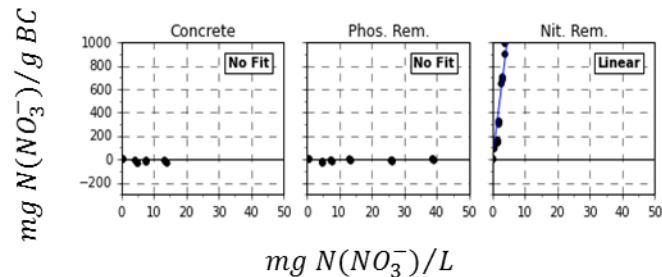 Concrete Phos. Rem. Nit. Rem.
mg N(NO₃⁻)/g BC
1000
800
600
400
200
0
−200
No Fit No Fit Linear
0 10 20 30 40 50 0 10 20 30 40 50 0 10 20 30 40 50
mg N(NO₃⁻)/L